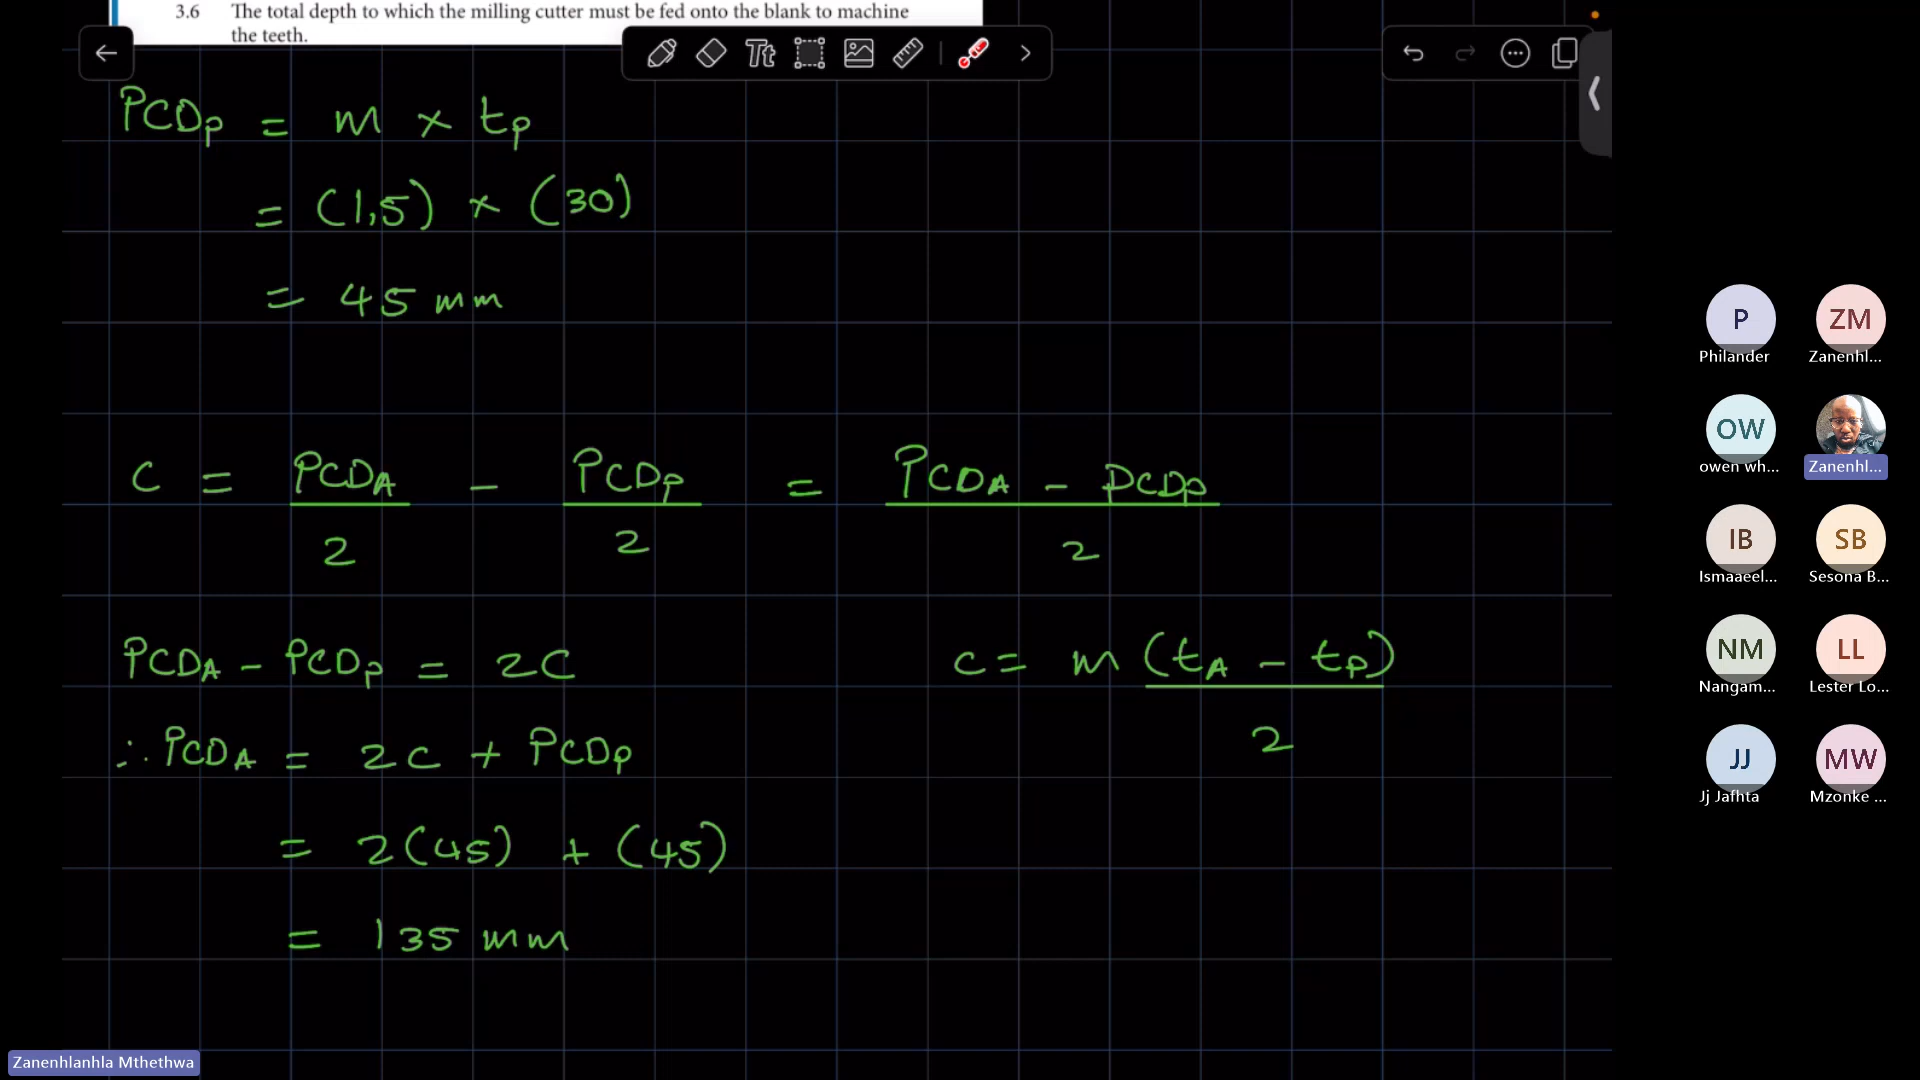 3.6 The total depth to which the milling cutter must be fed onto the blank to machine
the teeth.
Tt
PCDp = m × tp
= (1,5) × (30)
= 45 mm
C = PCDA/2 - PCDp/2 = PCDA - PCDp/2
PCDA - PCDp = 2C
C = m (tA - tp)/2
∴ PCDA = 2C + PCDp
= 2(45) + (45)
= 135 mm
P
Philander
ZM
Zanenhl...
OW
owen wh...
Zanenhl...
IB
Ismaaeel...
SB
Sesona B...
NM
Nangam...
LL
Lester Lo...
JJ
Jj Jafhta
MW
Mzonke ...
Zanenhlanhla Mthethwa